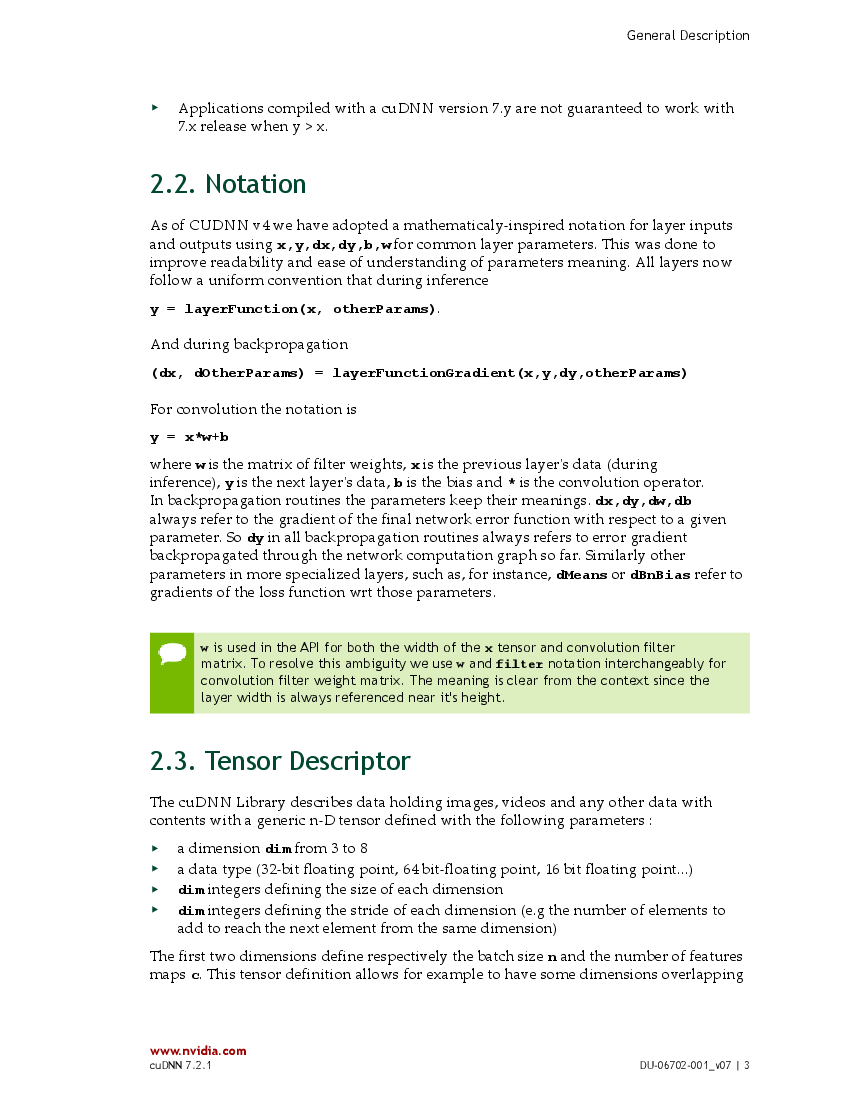 General Description
▸ Applications compiled with a cuDNN version 7.y are not guaranteed to work with
7.x release when y > x.
2.2. Notation
As of CUDNN v4 we have adopted a mathematicaly-inspired notation for layer inputs
and outputs using x,y,dx,dy,b,w for common layer parameters. This was done to
improve readability and ease of understanding of parameters meaning. All layers now
follow a uniform convention that during inference
y = layerFunction(x, otherParams).
And during backpropagation
(dx, dOtherParams) = layerFunctionGradient(x,y,dy,otherParams)
For convolution the notation is
y = x*w+b
where w is the matrix of filter weights, x is the previous layer's data (during
inference), y is the next layer's data, b is the bias and * is the convolution operator.
In backpropagation routines the parameters keep their meanings. dx,dy,dw,db
always refer to the gradient of the final network error function with respect to a given
parameter. So dy in all backpropagation routines always refers to error gradient
backpropagated through the network computation graph so far. Similarly other
parameters in more specialized layers, such as, for instance, dMeans or dBnBias refer to
gradients of the loss function wrt those parameters.
w is used in the API for both the width of the x tensor and convolution filter
matrix. To resolve this ambiguity we use w and filter notation interchangeably for
convolution filter weight matrix. The meaning is clear from the context since the
layer width is always referenced near it's height.
2.3. Tensor Descriptor
The cuDNN Library describes data holding images, videos and any other data with
contents with a generic n-D tensor defined with the following parameters :
▸ a dimension dim from 3 to 8
▸ a data type (32-bit floating point, 64 bit-floating point, 16 bit floating point...)
▸ dim integers defining the size of each dimension
▸ dim integers defining the stride of each dimension (e.g the number of elements to
add to reach the next element from the same dimension)
The first two dimensions define respectively the batch size n and the number of features
maps c. This tensor definition allows for example to have some dimensions overlapping
www.nvidia.com
cuDNN 7.2.1
DU-06702-001_v07 | 3